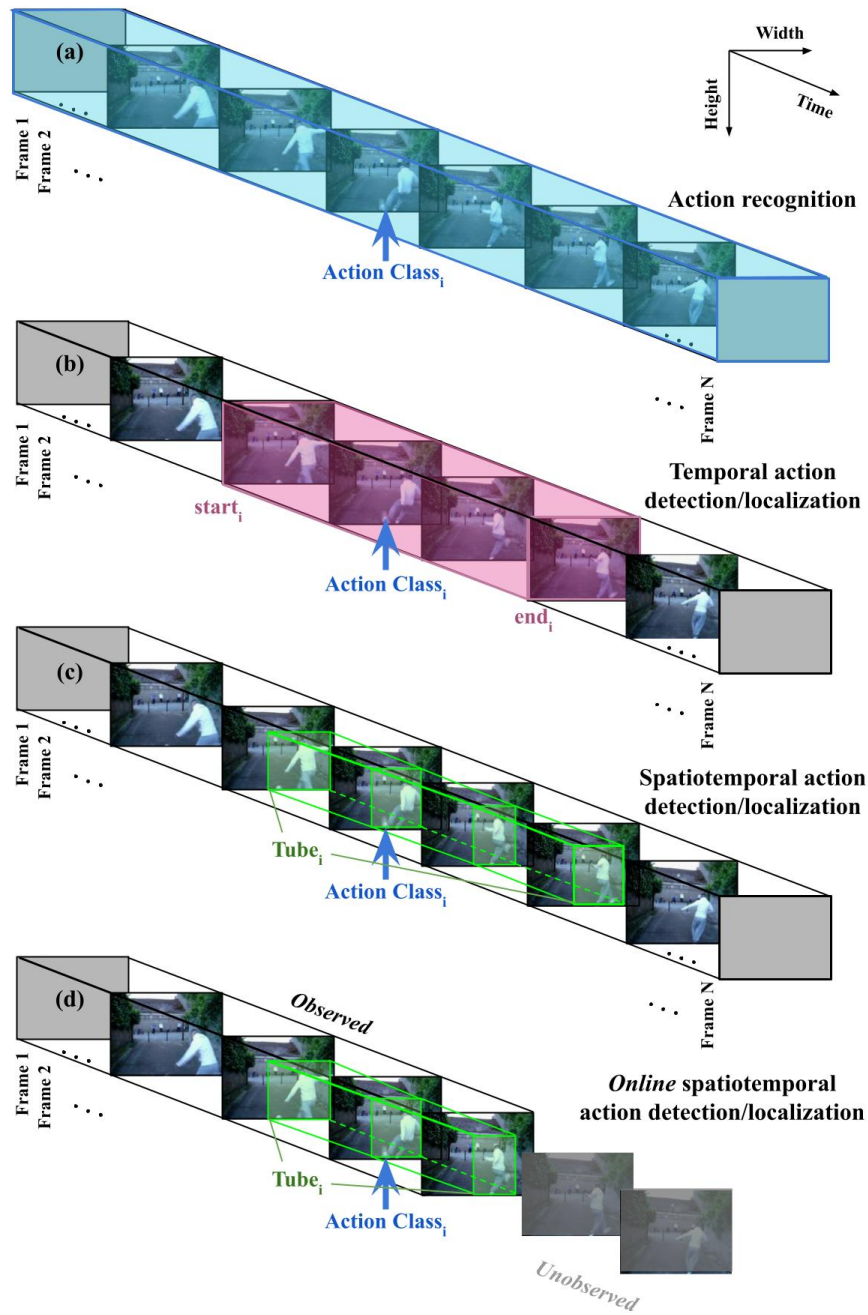 (a)
Width
Height
Time
Frame 1
Frame 2
. . .
. . .
Action recognition
Action Class_i
. . .
. . .
Frame N
(b)
Frame 1
Frame 2
. . .
. . .
Temporal action
detection/localization
start_i
Action Class_i
end_i
. . .
. . .
Frame N
(c)
Frame 1
Frame 2
. . .
. . .
Spatiotemporal action
detection/localization
Tube_i
Action Class_i
. . .
. . .
Frame N
(d)
Observed
Frame 1
Frame 2
. . .
. . .
Online spatiotemporal
action detection/localization
Tube_i
Action Class_i
Unobserved